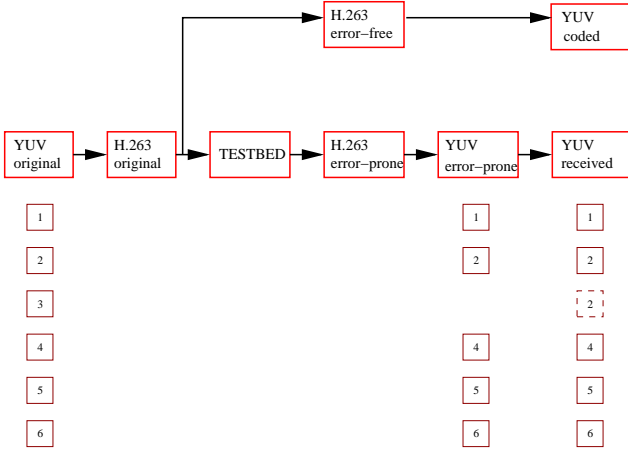 H.263
error–free
YUV
coded
YUV
original
H.263
original
TESTBED
H.263
error–prone
YUV
error–prone
YUV
received
1 1 1
2 2 2
3 2
4 4 4
5 5 5
6 6 6